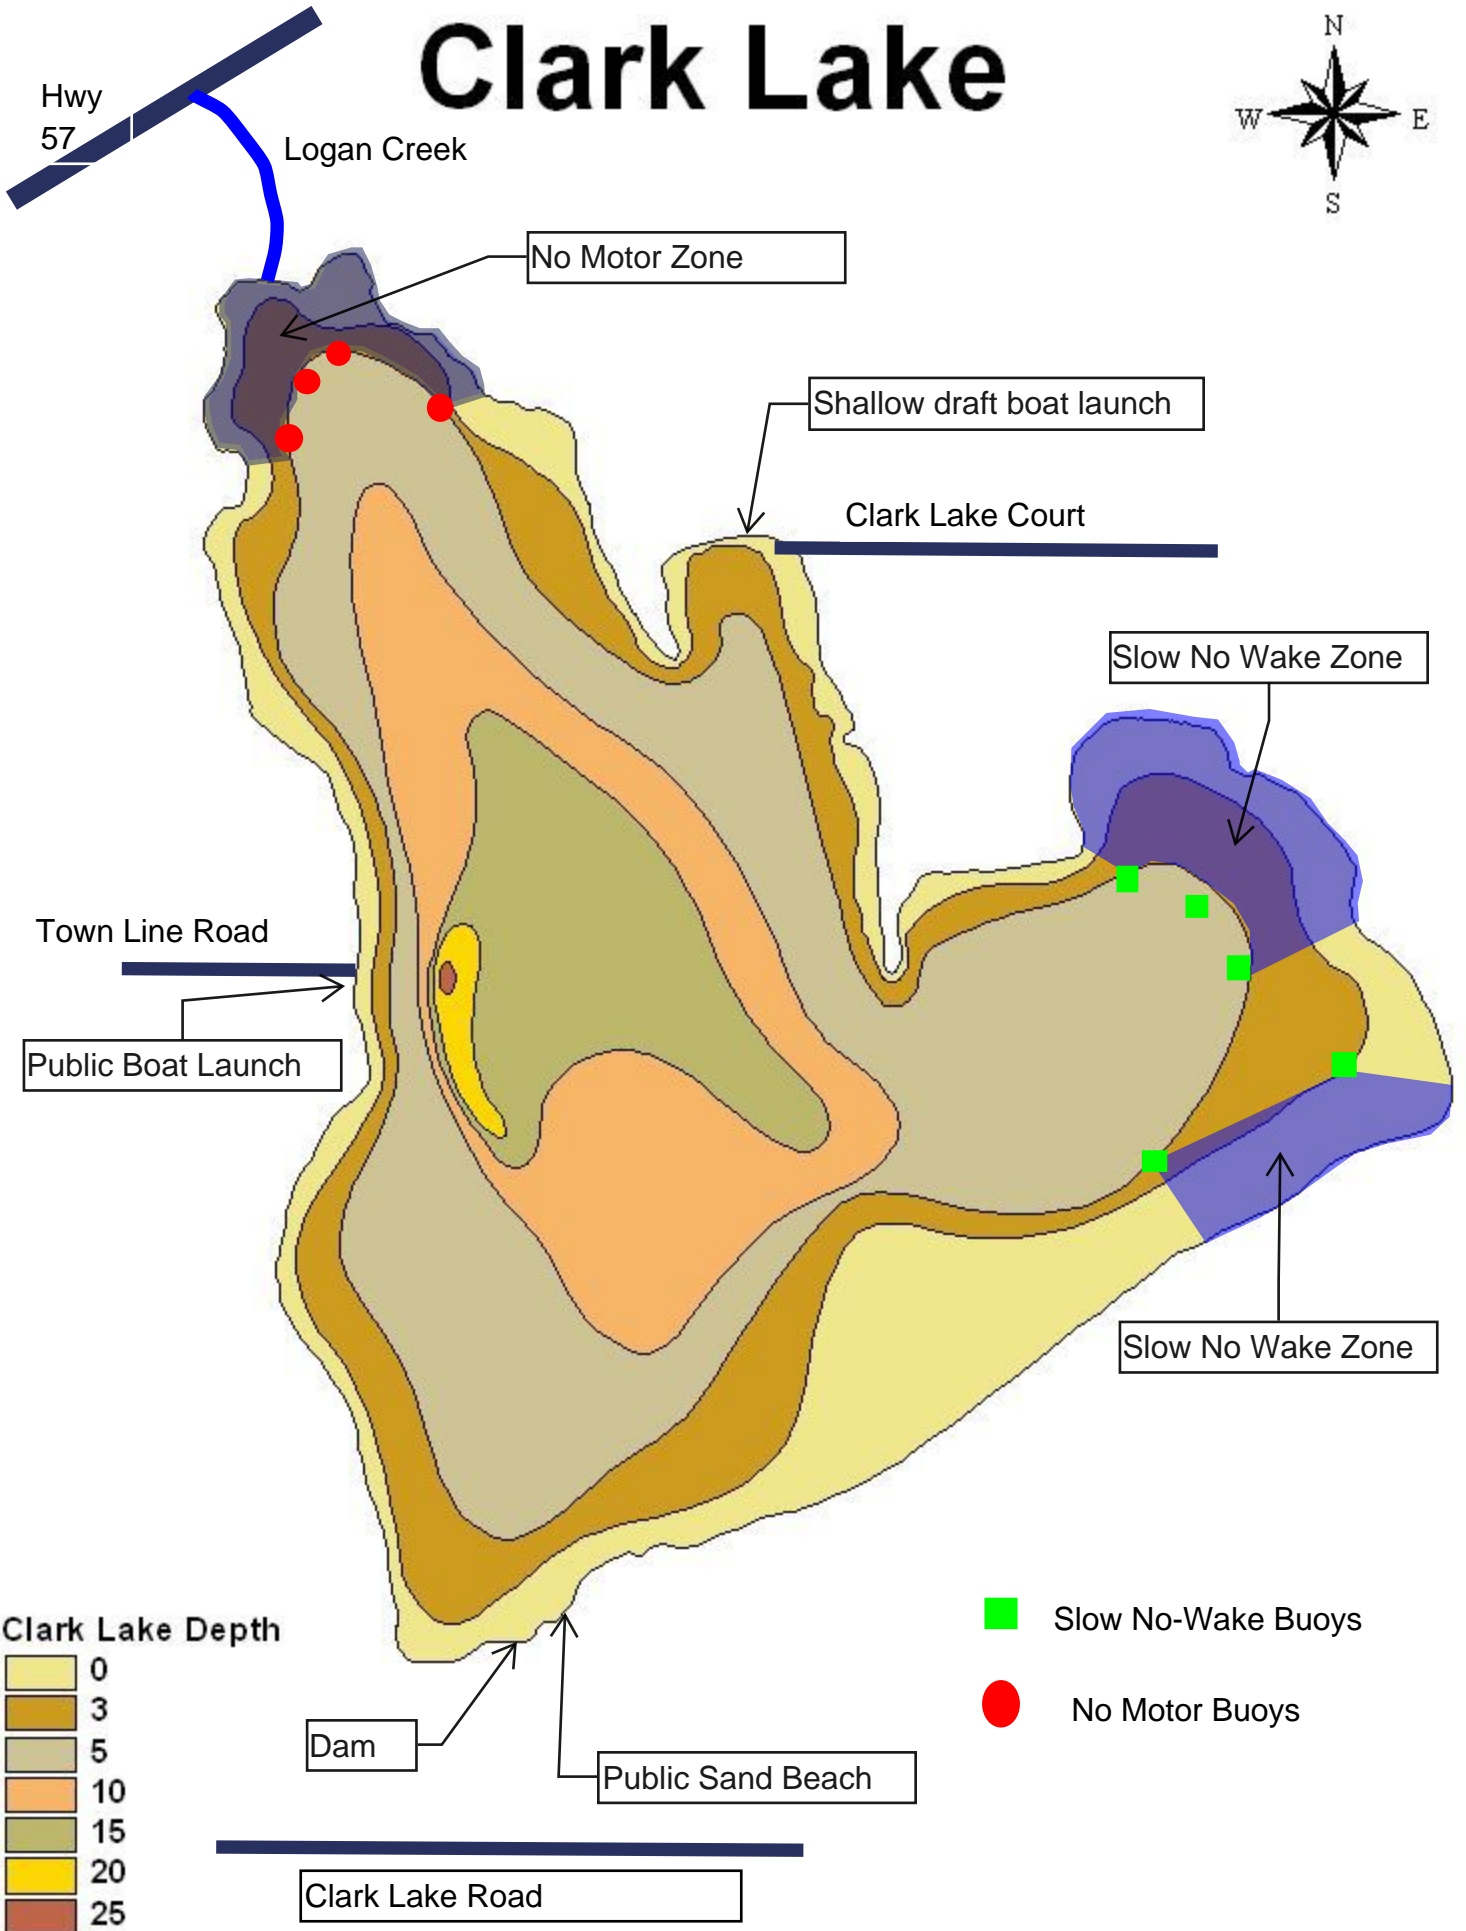 Clark Lake
N
W
E
S
Hwy
57
Logan Creek
No Motor Zone
Shallow draft boat launch
Clark Lake Court
Slow No Wake Zone
Town Line Road
Public Boat Launch
Slow No Wake Zone
Clark Lake Depth
0
3
5
10
15
20
25
Slow No-Wake Buoys
No Motor Buoys
Dam
Public Sand Beach
Clark Lake Road